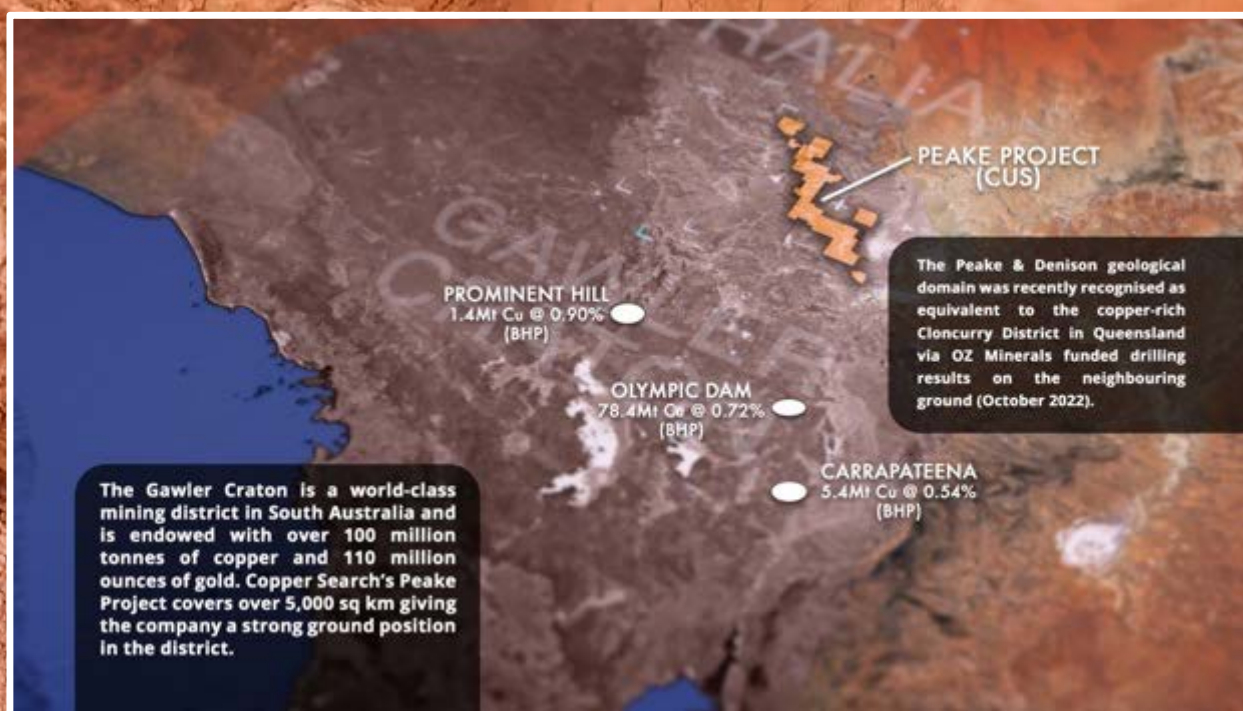 RALIA
PEAKE PROJECT
(CUS)
GAWLER
PROMINENT HILL
1.4Mt Cu @ 0.90%
(BHP)
The Peake & Denison geological
domain was recently recognised as
equivalent to the copper-rich
Cloncurry District in Queensland
via OZ Minerals funded drilling
results on the neighbouring
ground (October 2022).
OLYMPIC DAM
78.4Mt Cu @ 0.72%
(BHP)
CARRAPATEENA
5.4Mt Cu @ 0.54%
(BHP)
The Gawler Craton is a world-class
mining district in South Australia and
is endowed with over 100 million
tonnes of copper and 110 million
ounces of gold. Copper Search's Peake
Project covers over 5,000 sq km giving
the company a strong ground position
in the district.